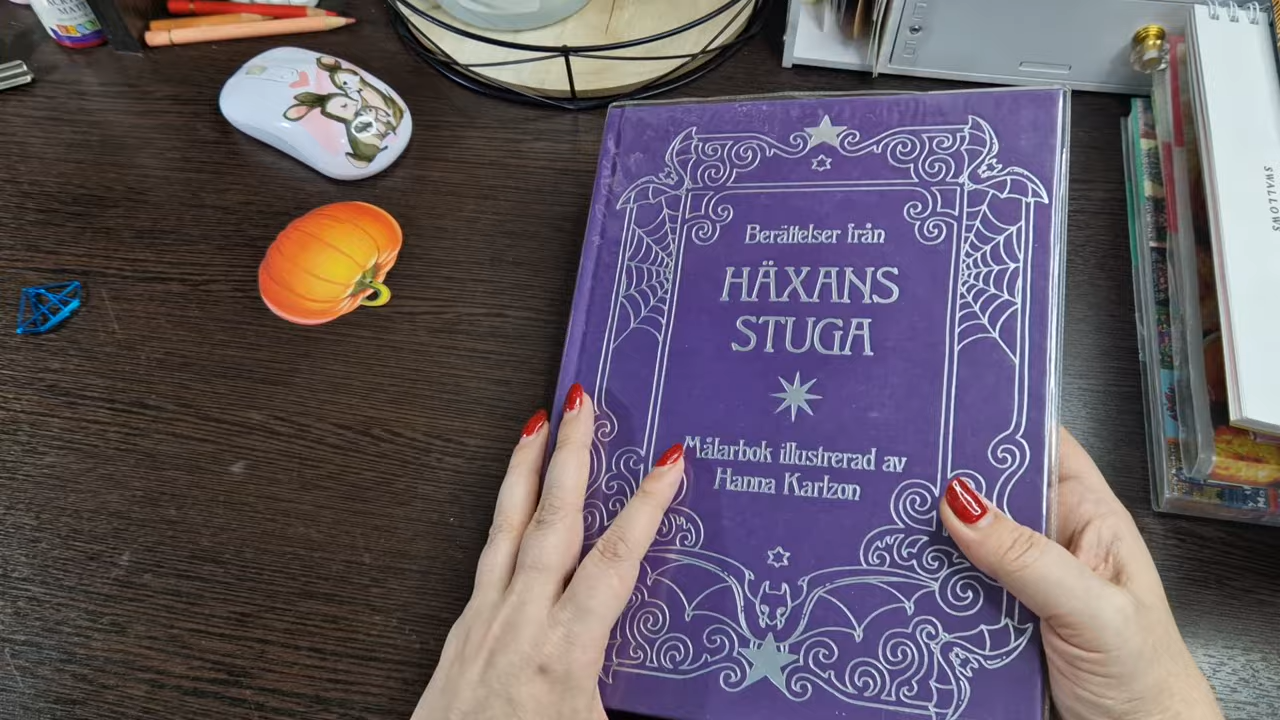 Berättelser från
HÄXANS
STUGA
Målarbok illustrerad av
Hanna Karlzon
SWALLOWS